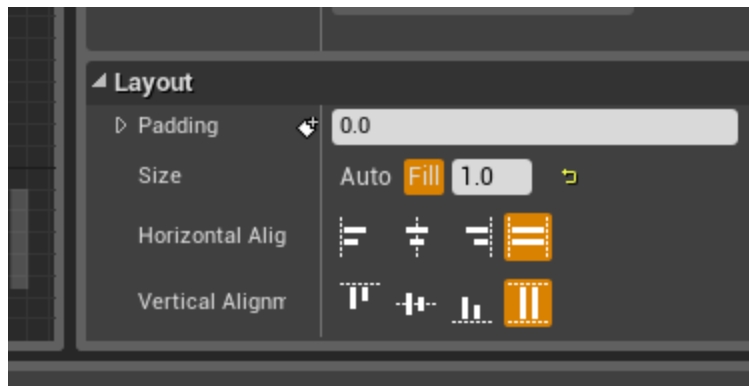 Layout
Padding 0.0
Size Auto Fill 1.0
Horizontal Alig
Vertical Alignm